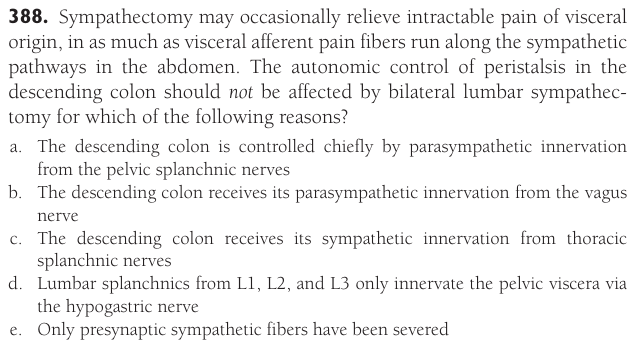 388. Sympathectomy may occasionally relieve intractable pain of visceral
origin, in as much as visceral afferent pain fibers run along the sympathetic
pathways in the abdomen. The autonomic control of peristalsis in the
descending colon should not be affected by bilateral lumbar sympathec-
tomy for which of the following reasons?
a. The descending colon is controlled chiefly by parasympathetic innervation
from the pelvic splanchnic nerves
b. The descending colon receives its parasympathetic innervation from the vagus
nerve
c. The descending colon receives its sympathetic innervation from thoracic
splanchnic nerves
d. Lumbar splanchnics from L1, L2, and L3 only innervate the pelvic viscera via
the hypogastric nerve
e. Only presynaptic sympathetic fibers have been severed